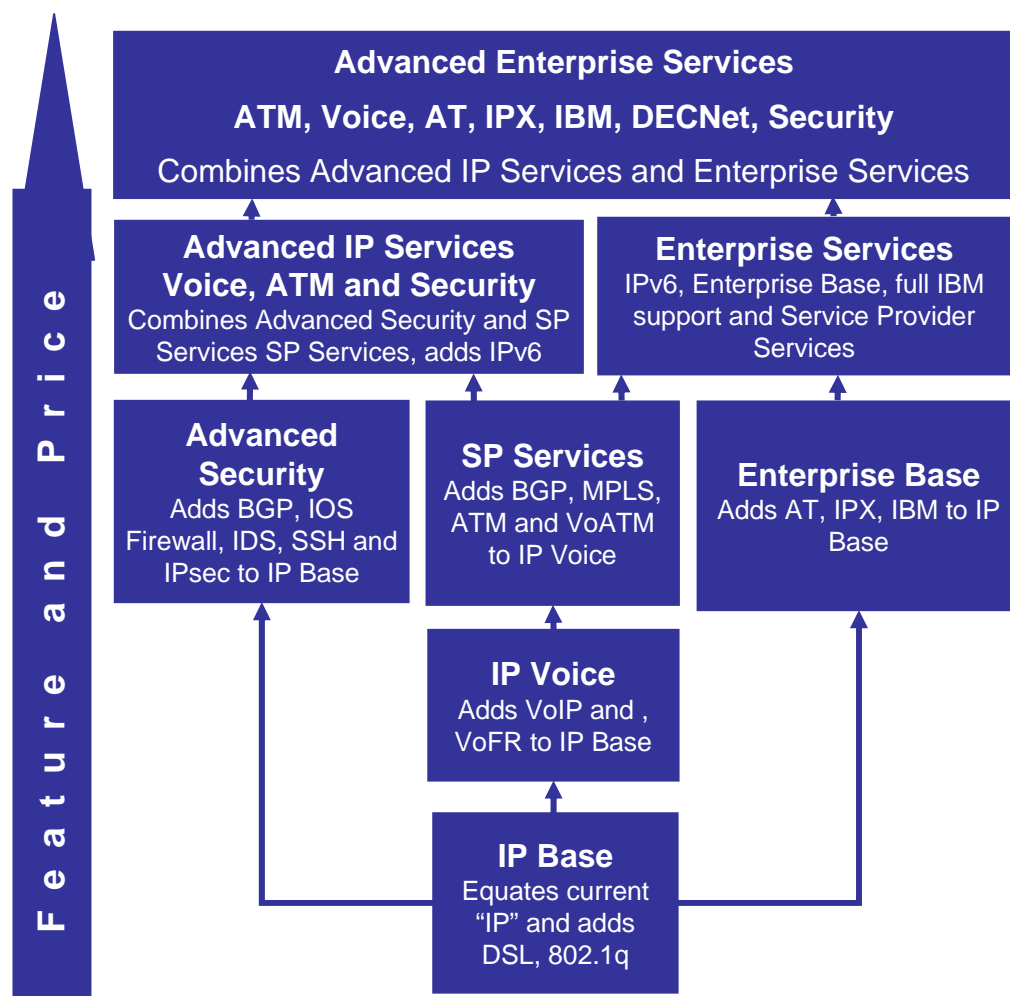 Advanced Enterprise Services
ATM, Voice, AT, IPX, IBM, DECNet, Security
Combines Advanced IP Services and Enterprise Services
Advanced IP Services
Voice, ATM and Security
Combines Advanced Security and SP
Services SP Services, adds IPv6
Enterprise Services
IPv6, Enterprise Base, full IBM
support and Service Provider
Services
Advanced
Security
Adds BGP, IOS
Firewall, IDS, SSH and
IPsec to IP Base
SP Services
Adds BGP, MPLS,
ATM and VoATM
to IP Voice
Enterprise Base
Adds AT, IPX, IBM to IP
Base
IP Voice
Adds VoIP and ,
VoFR to IP Base
IP Base
Equates current
“IP” and adds
DSL, 802.1q
Feature and Price